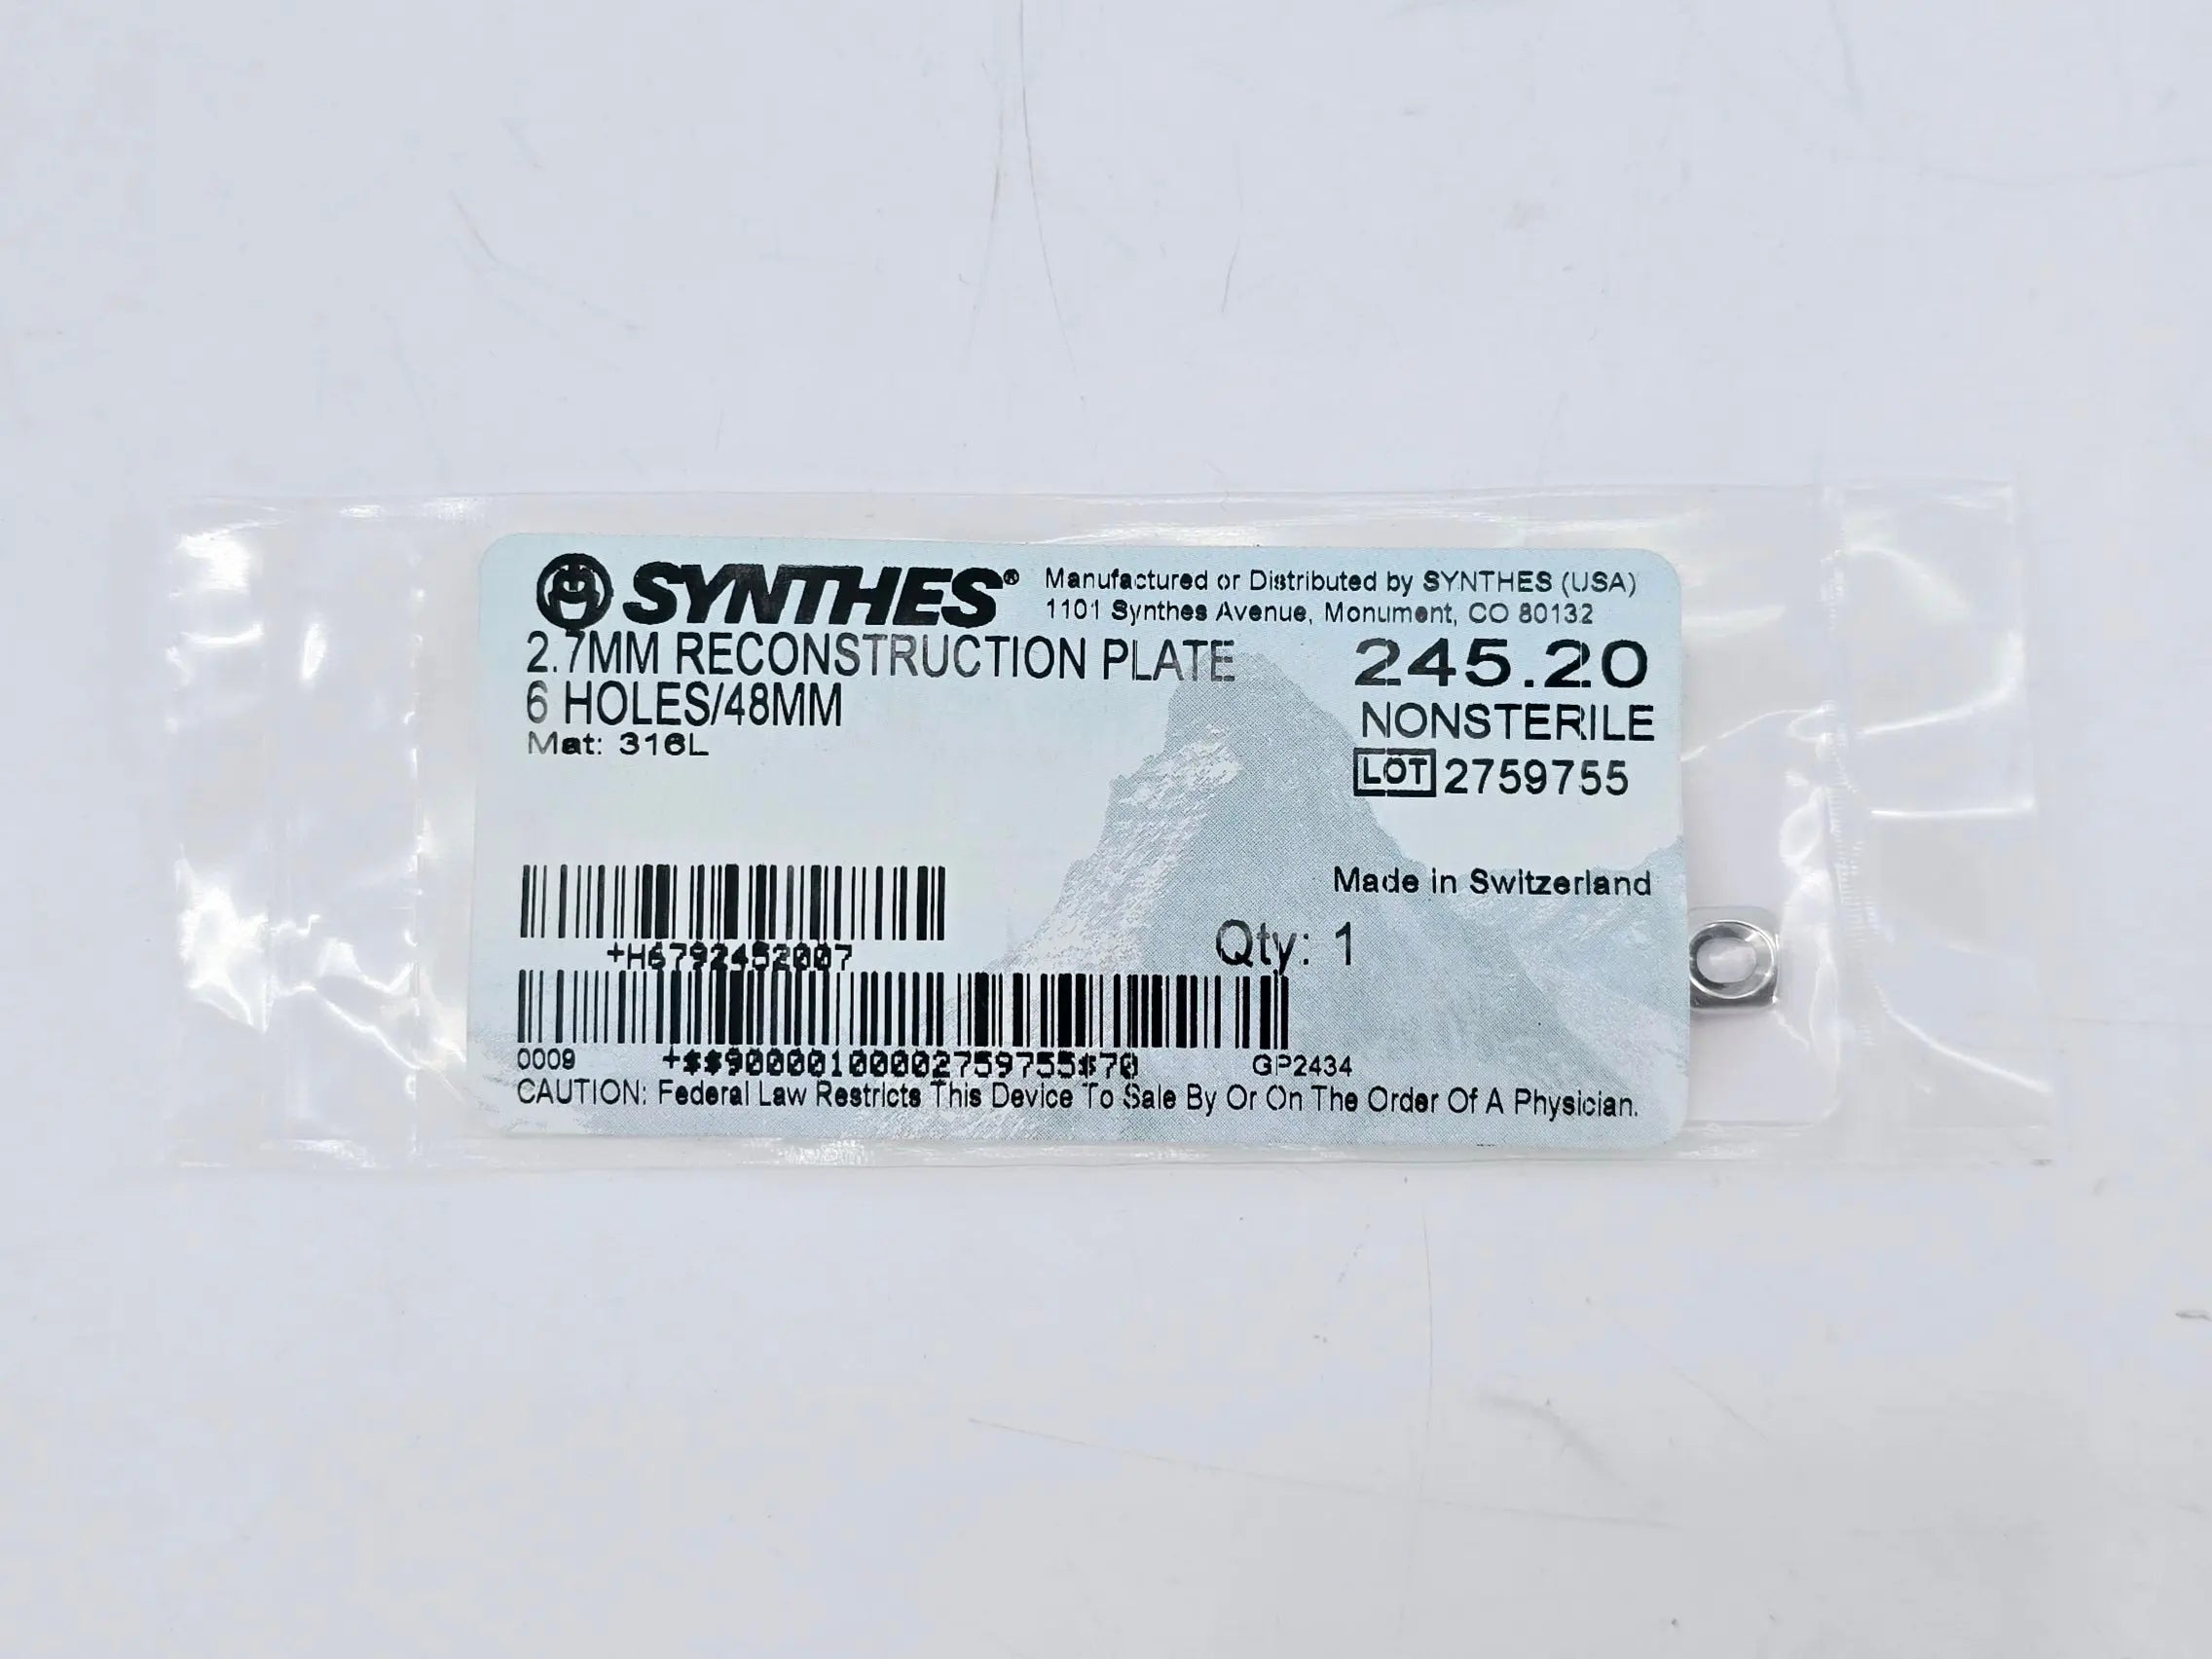 SYNTHES® Manufactured or Distributed by SYNTHES (USA)
1101 Synthes Avenue, Monument, CO 80132
2.7MM RECONSTRUCTION PLATE 245.20
6 HOLES/48MM NONSTERILE
Mat: 316L LOT 2759755
Made in Switzerland
+H6792452007 Qty: 1
0009 +$$90000100002759755$70 GP2434
CAUTION: Federal Law Restricts This Device To Sale By Or On The Order Of A Physician.